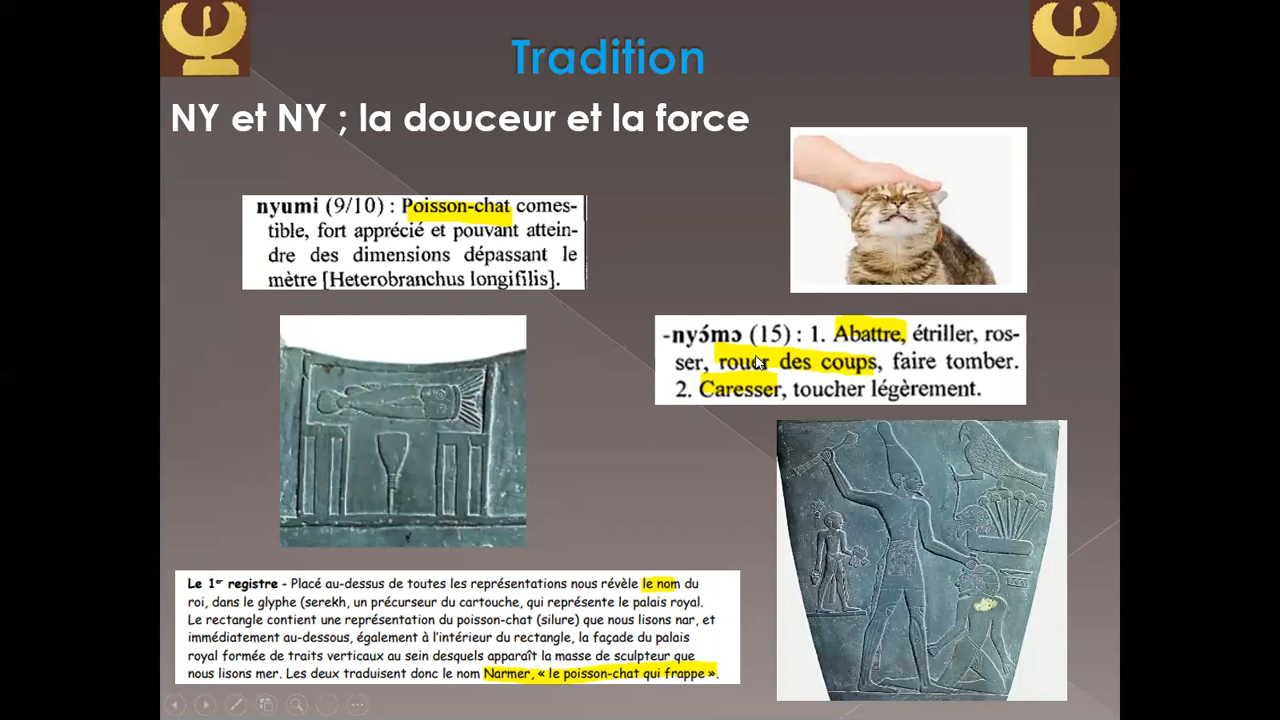 Tradition
NY et NY ; la douceur et la force
nyumi (9/10) : Poisson-chat comes-
tible, fort apprécié et pouvant attein-
dre des dimensions dépassant le
mètre [Heterobranchus longifilis].
-nyɔ́mɔ (15) : 1. Abattre, étriller, ros-
ser, rouer des coups, faire tomber.
2. Caresser, toucher légèrement.
Le 1er registre - Placé au-dessus de toutes les représentations nous révèle le nom du
roi, dans le glyphe (serekh, un précurseur du cartouche, qui représente le palais royal.
Le rectangle contient une représentation du poisson-chat (silure) que nous lisons nar, et
immédiatement au-dessous, également à l'intérieur du rectangle, la façade du palais
royal formée de traits verticaux au sein desquels apparaît la masse de sculpteur que
nous lisons mer. Les deux traduisent donc le nom Narmer, « le poisson-chat qui frappe ».